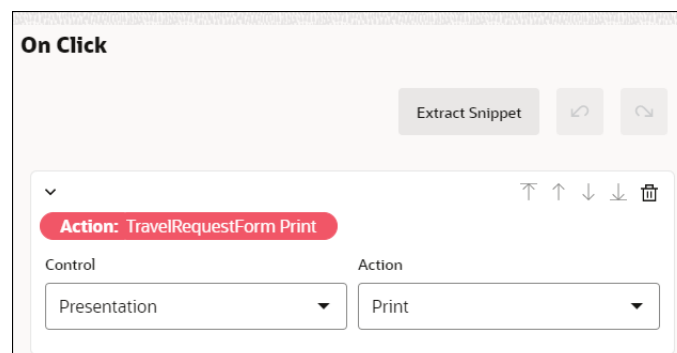 On Click
Extract Snippet
Action: TravelRequestForm Print
Control Action
Presentation Print